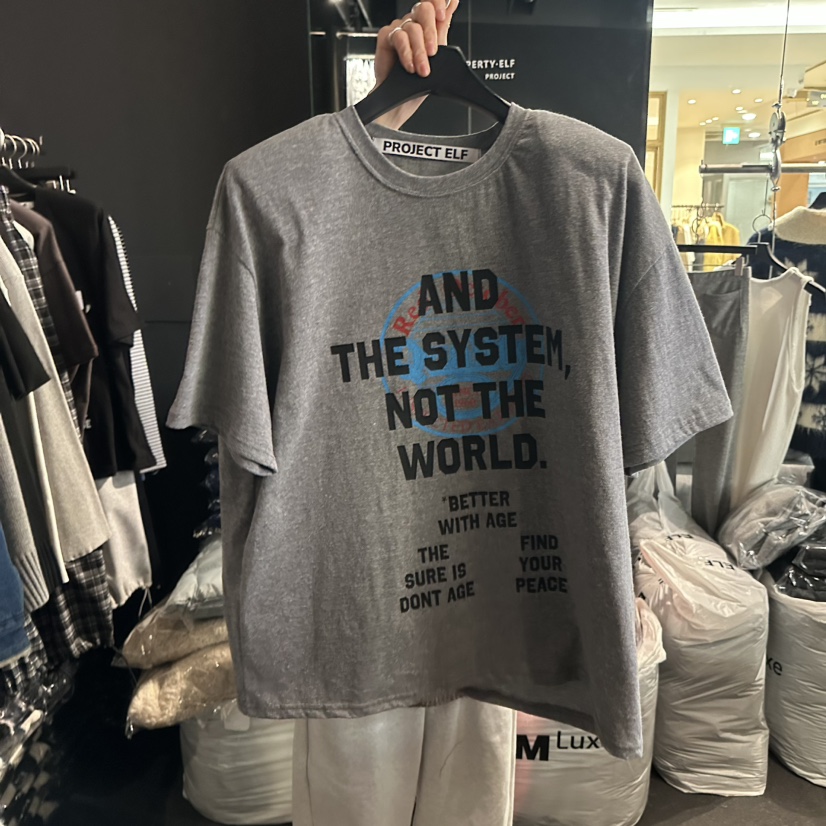 PERTY-ELF
PROJECT
PROJECT ELF
AND
THE SYSTEM,
NOT THE
WORLD.
*BETTER
WITH AGE
THE
SURE IS
DONT AGE
FIND
YOUR
PEACE
M Luxe